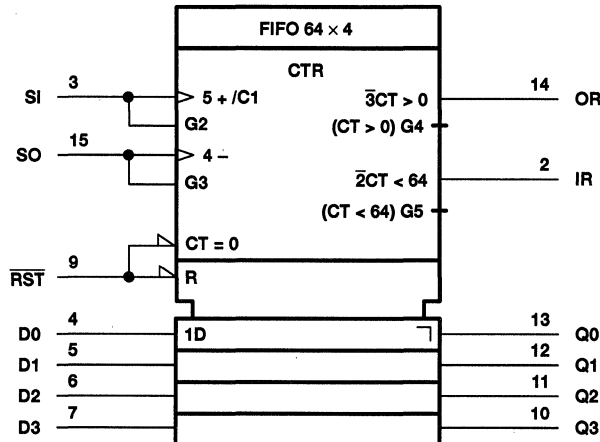 FIFO 64 × 4
CTR
SI 3 5 + /C1 3̅CT > 0 14 OR
G2 (CT > 0) G4
SO 15 4 –
G3 2̅CT < 64 2 IR
(CT < 64) G5
CT = 0
R̅S̅T̅ 9 R
D0 4 1D 13 Q0
D1 5 12 Q1
D2 6 11 Q2
D3 7 10 Q3